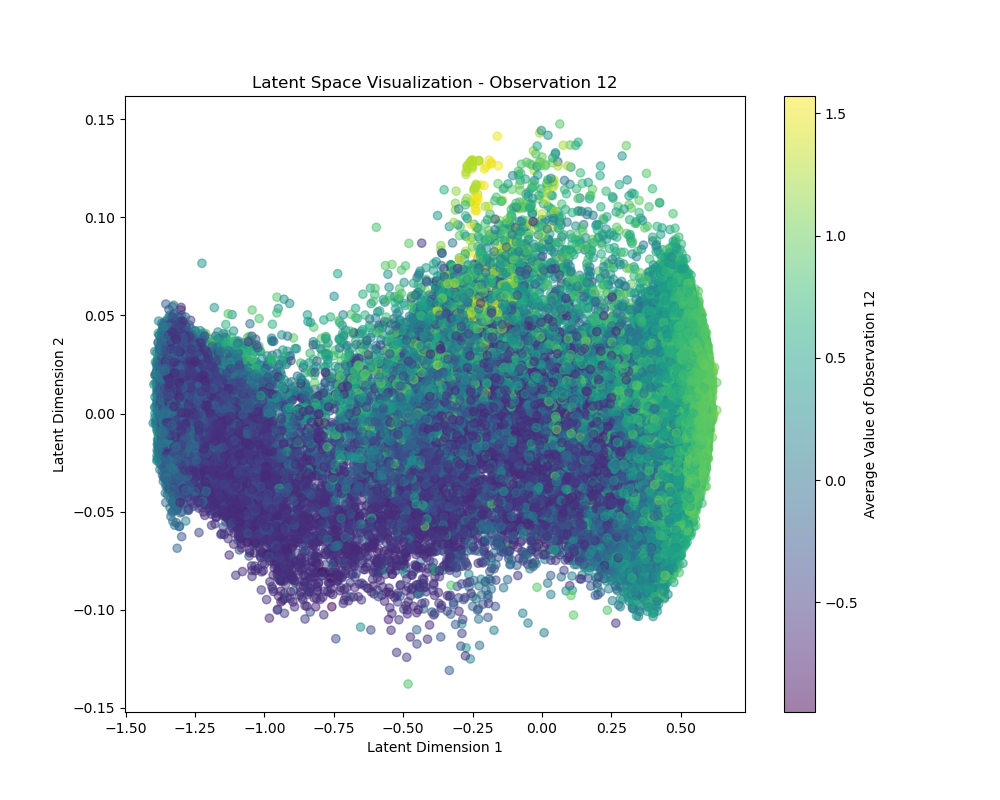 Latent Space Visualization - Observation 12
0.15
0.10
0.05
0.00
−0.05
−0.10
−0.15
Latent Dimension 2
−1.50 −1.25 −1.00 −0.75 −0.50 −0.25 0.00 0.25 0.50
Latent Dimension 1
1.5
1.0
0.5
0.0
−0.5
Average Value of Observation 12